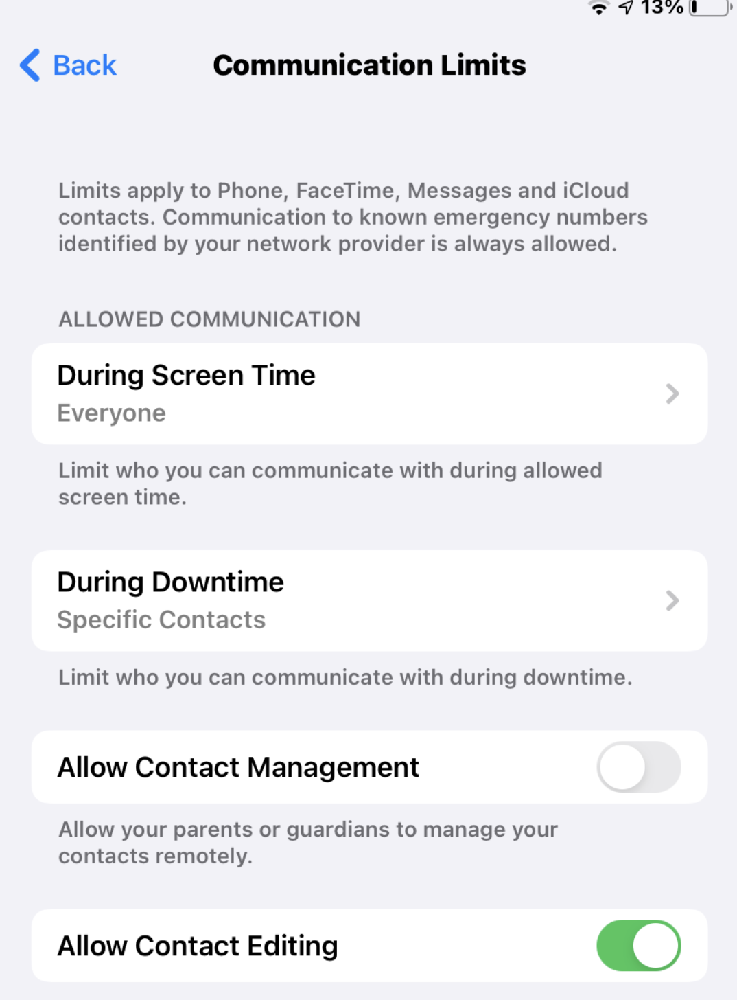 13%
Back
Communication Limits
Limits apply to Phone, FaceTime, Messages and iCloud
contacts. Communication to known emergency numbers
identified by your network provider is always allowed.
ALLOWED COMMUNICATION
During Screen Time
Everyone
Limit who you can communicate with during allowed
screen time.
During Downtime
Specific Contacts
Limit who you can communicate with during downtime.
Allow Contact Management
Allow your parents or guardians to manage your
contacts remotely.
Allow Contact Editing